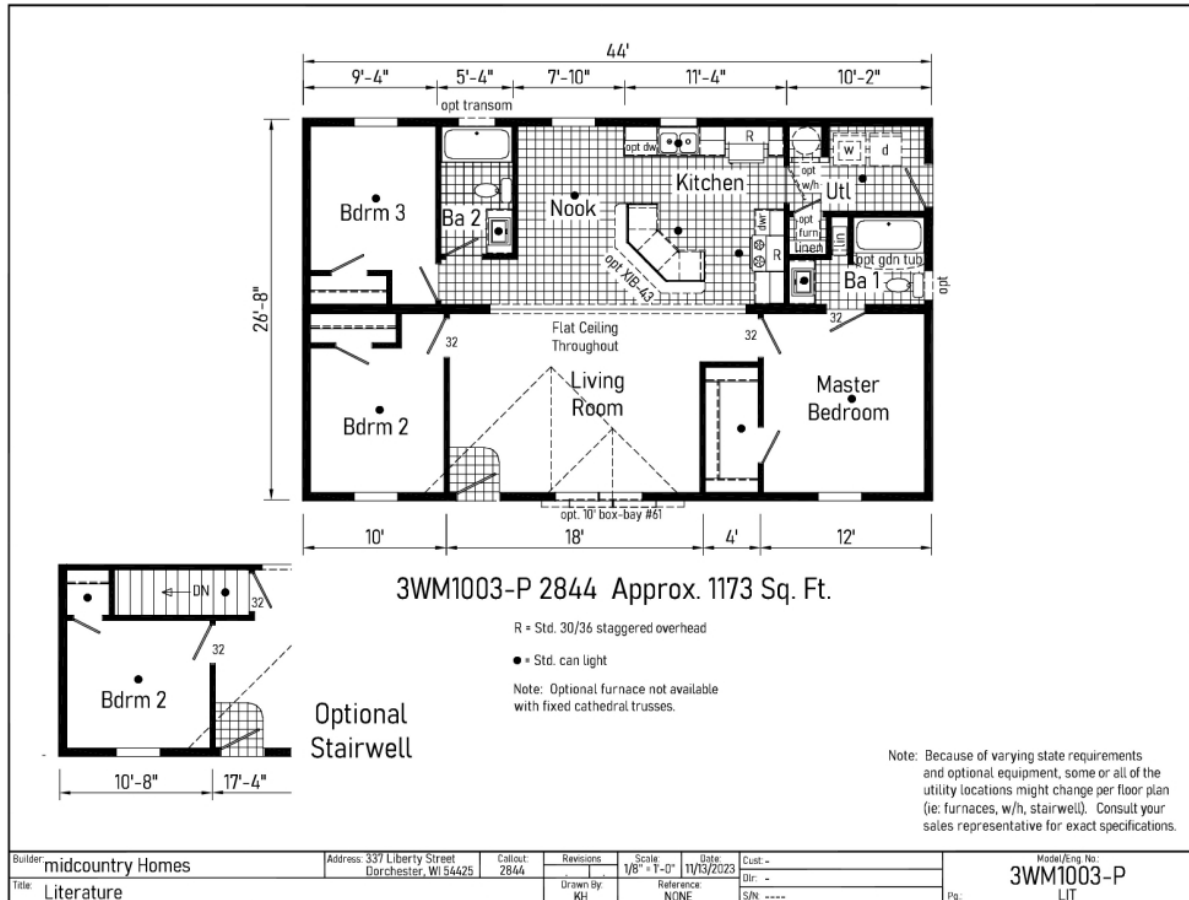 44'
9'-4" 5'-4" 7'-10" 11'-4" 10'-2"
opt transom
26'-8"
Bdrm 3
Ba 2
Nook
Kitchen
opt dw
R
opt XIB-43
dwr
R
opt
w/h
Utl
w
d
opt
furn
linen
lin
opt gdn tub
Ba 1
opt
32
32
32
Flat Ceiling
Throughout
Living
Room
Bdrm 2
Master
Bedroom
opt. 10' box-bay #61
10' 18' 4' 12'
3WM1003-P 2844 Approx. 1173 Sq. Ft.
R = Std. 30/36 staggered overhead
● = Std. can light
Note: Optional furnace not available
with fixed cathedral trusses.
DN
32
32
Bdrm 2
Optional
Stairwell
10'-8" 17'-4"
Note: Because of varying state requirements
and optional equipment, some or all of the
utility locations might change per floor plan
(ie: furnaces, w/h, stairwell). Consult your
sales representative for exact specifications.
Builder: midcountry Homes
Address: 337 Liberty Street
Dorchester, WI 54425
Callout:
2844
Revisions
Scale:
1/8" = 1'-0"
Date:
11/13/2023
Cust: -
Dlr: -
S/N: ----
Model/Eng. No.:
3WM1003-P
Title: Literature
Drawn By:
KH
Reference:
NONE
Pg.: LIT